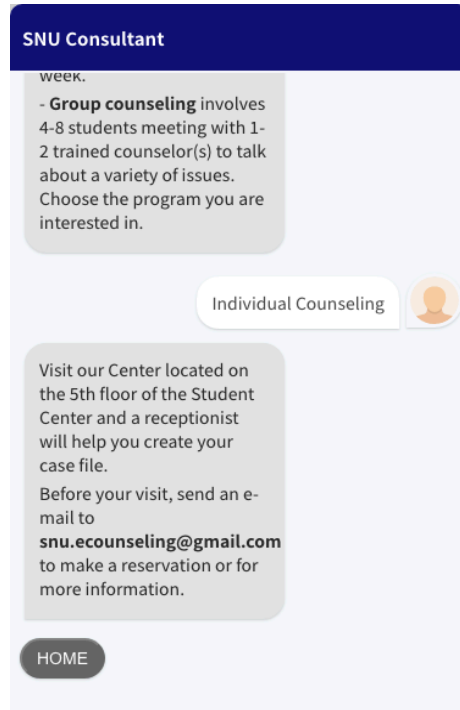 SNU Consultant
week.
- Group counseling involves
4-8 students meeting with 1-
2 trained counselor(s) to talk
about a variety of issues.
Choose the program you are
interested in.
Individual Counseling
Visit our Center located on
the 5th floor of the Student
Center and a receptionist
will help you create your
case file.
Before your visit, send an e-
mail to
snu.ecounseling@gmail.com
to make a reservation or for
more information.
HOME